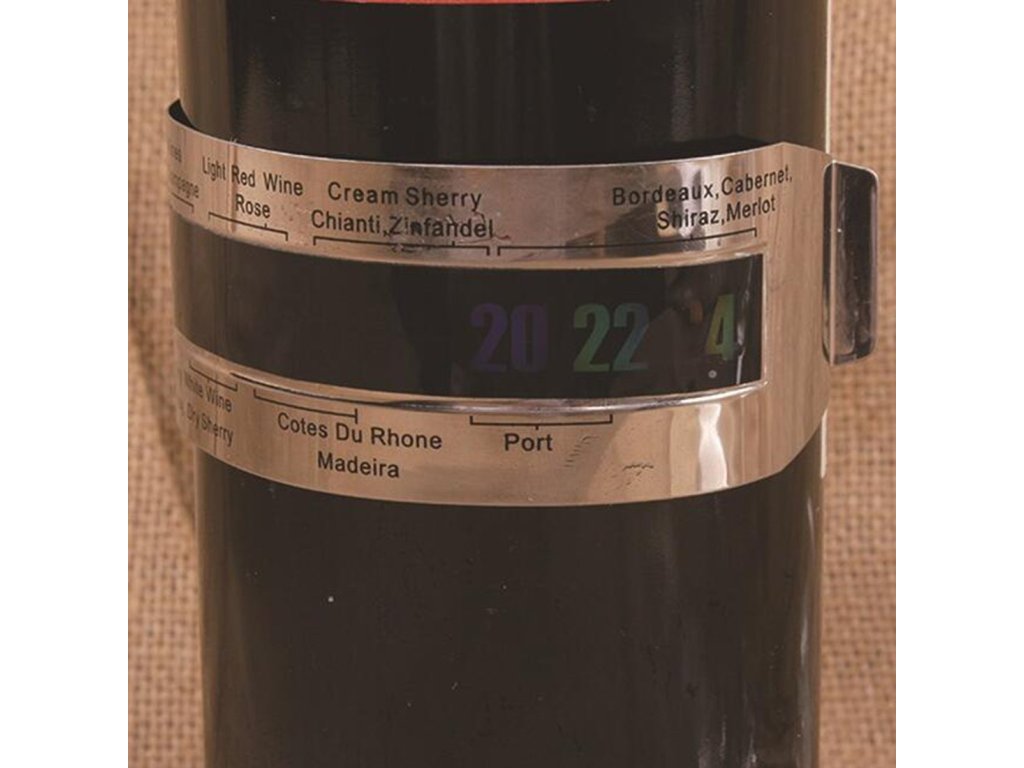 Light Red Wine
Rose
Cream Sherry
Chianti,Zinfandel
Bordeaux,Cabernet,
Shiraz,Merlot
20 22 4
White Wine
Dry Sherry
Cotes Du Rhone
Madeira
Port